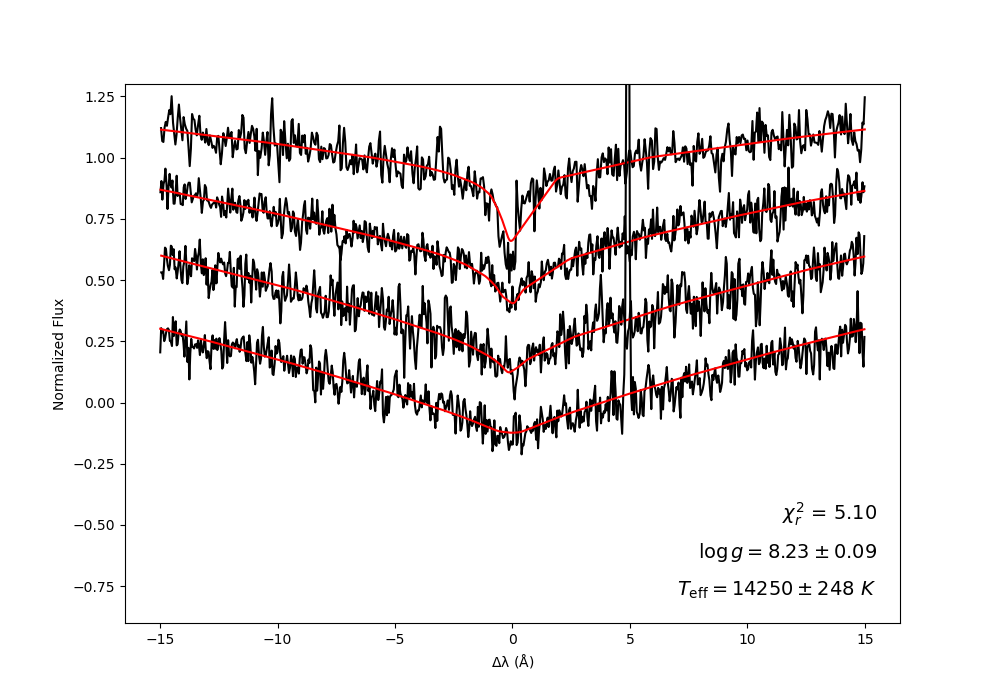 1.25
1.00
0.75
0.50
0.25
0.00
−0.25
−0.50
−0.75
Normalized Flux
χ²ᵣ = 5.10
log g = 8.23 ± 0.09
T_eff = 14250 ± 248 K
−15 −10 −5 0 5 10 15
Δλ (Å)